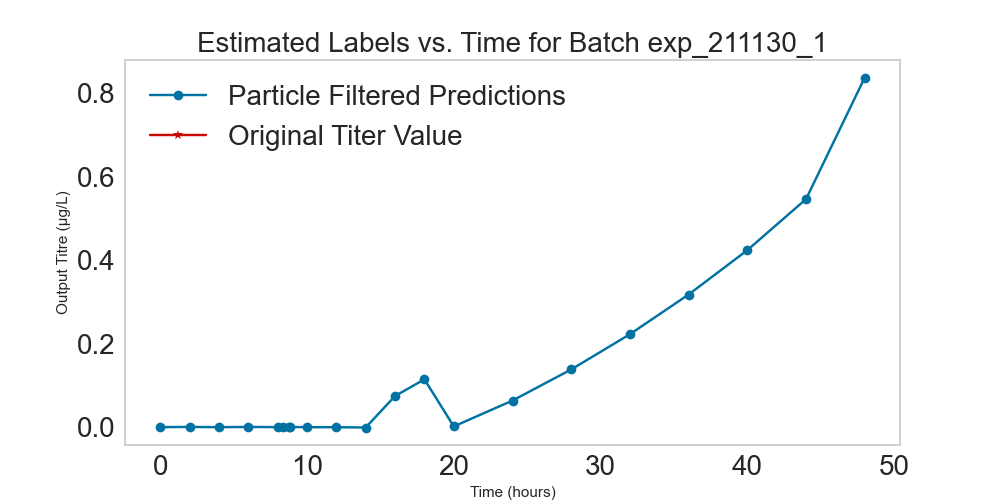 Estimated Labels vs. Time for Batch exp_211130_1
Particle Filtered Predictions
Original Titer Value
Output Titre (µg/L)
0.8
0.6
0.4
0.2
0.0
0 10 20 30 40 50
Time (hours)